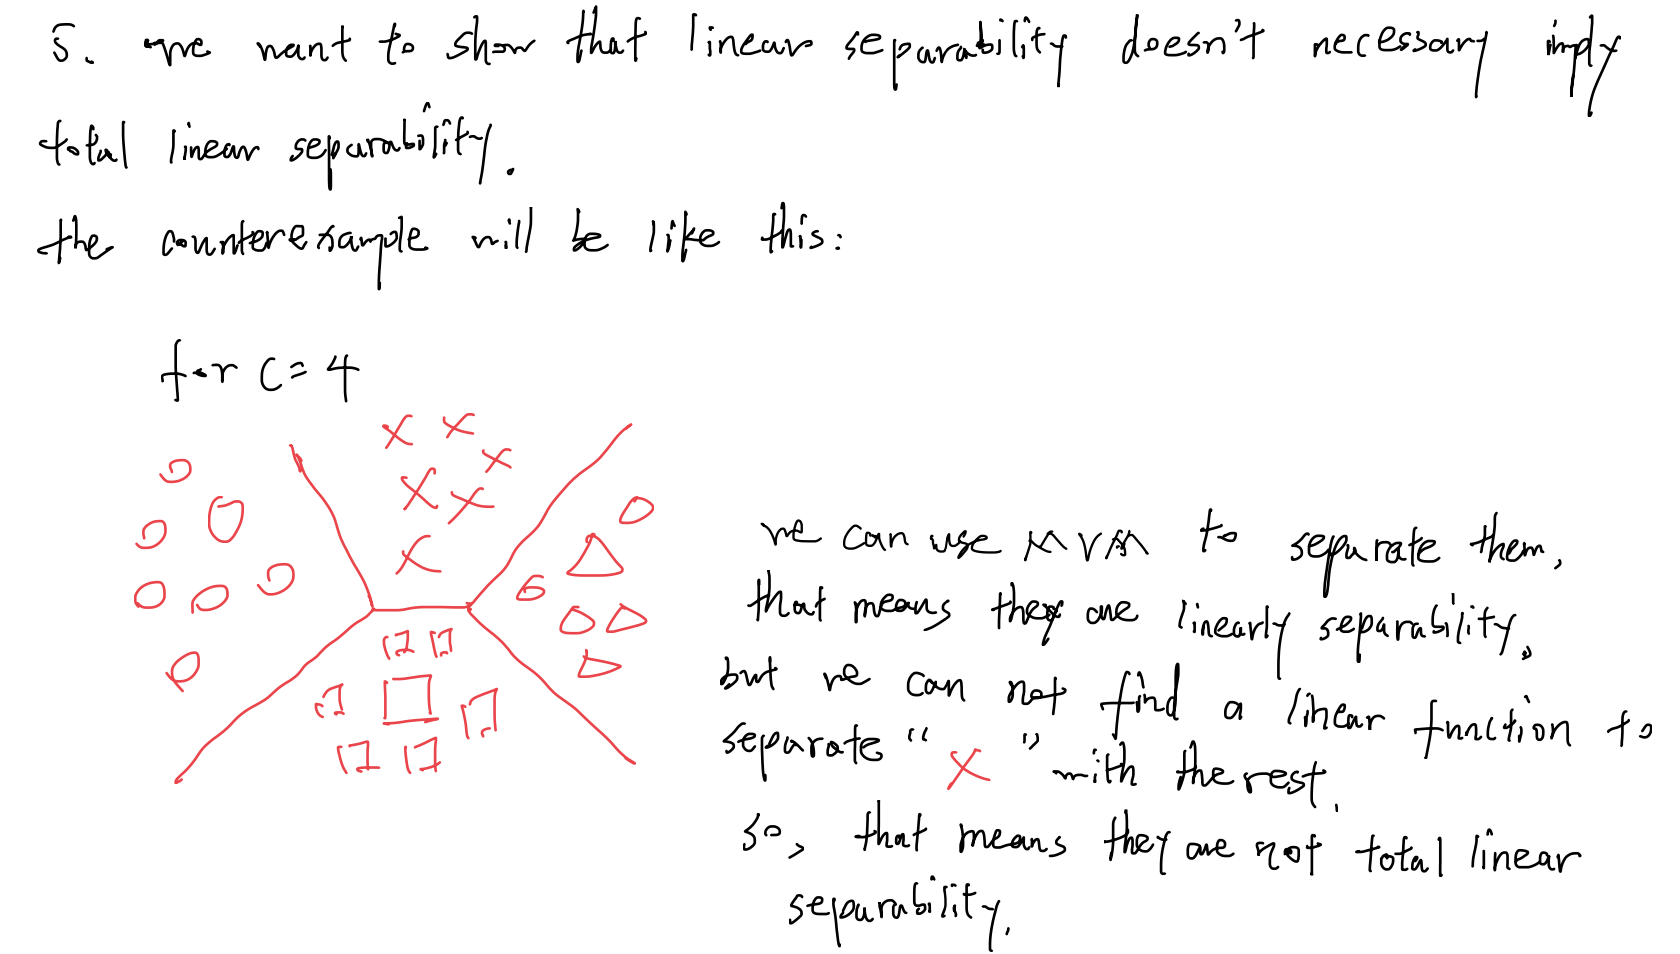 5. we want to show that linear separability doesn't necessary imply
total linear separability.
the counterexample will be like this:
for c = 4
we can use MVM to separate them,
that means they are linearly separability,
but we can not find a linear function to
separate "X" with the rest.
so, that means they are not total linear
separability.